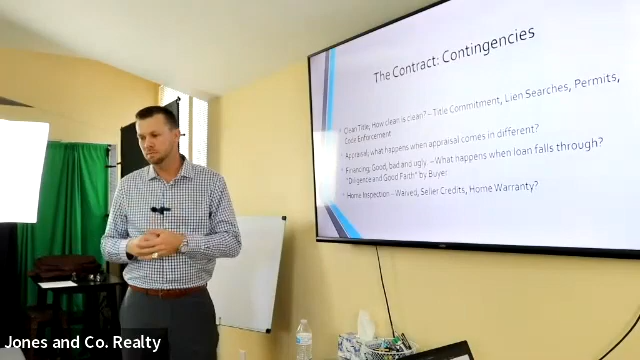 The Contract: Contingencies
Clean Title, How clean is clean? – Title Commitment, Lien Searches, Permits,
Code Enforcement
Appraisal, what happens when appraisal comes in different?
Financing, Good, bad and ugly. – What happens when loan falls through?
"Diligence and Good Faith" by Buyer
Home Inspection – Waived, Seller Credits, Home Warranty?
Jones and Co. Realty